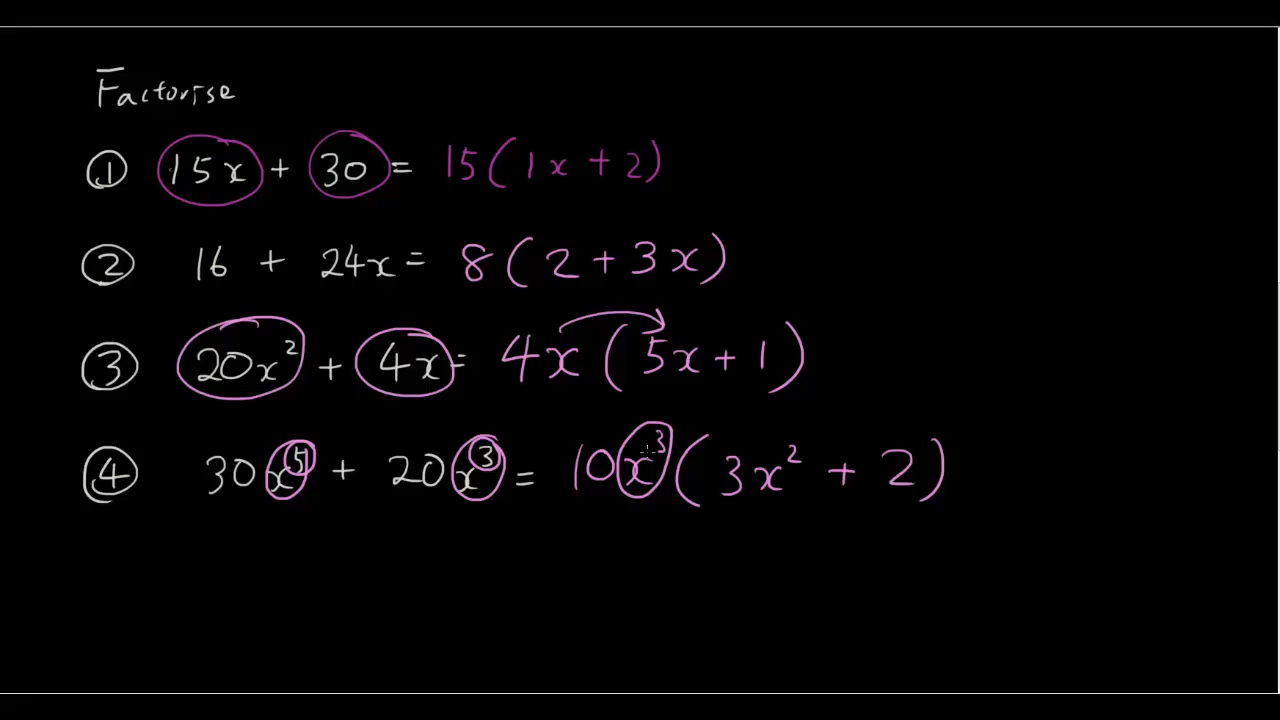 Factorise
① 15x + 30 = 15(1x + 2)
② 16 + 24x = 8(2 + 3x)
③ 20x² + 4x = 4x(5x + 1)
④ 30x⁵ + 20x³ = 10x³(3x² + 2)